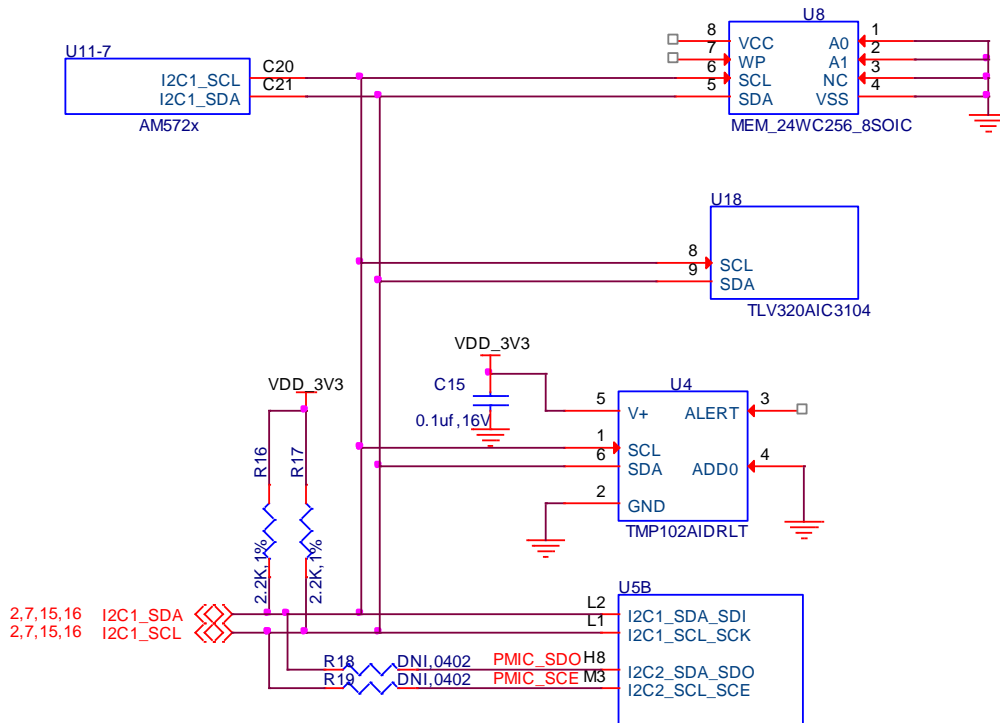 U8
8
VCC
A0
1
7
WP
A1
2
6
SCL
NC
3
5
SDA
VSS
4
MEM_24WC256_8SOIC
U11-7
I2C1_SCL
C20
I2C1_SDA
C21
AM572x
U18
8
SCL
9
SDA
TLV320AIC3104
VDD_3V3
C15
0.1uf,16V
U4
5
V+
ALERT
3
1
SCL
6
SDA
ADD0
4
2
GND
TMP102AIDRLT
VDD_3V3
R16
R17
2.2K,1%
2.2K,1%
U5B
2,7,15,16 I2C1_SDA
L2
I2C1_SDA_SDI
2,7,15,16 I2C1_SCL
L1
I2C1_SCL_SCK
R18
DNI,0402
PMIC_SDO
H8
I2C2_SDA_SDO
R19
DNI,0402
PMIC_SCE
M3
I2C2_SCL_SCE